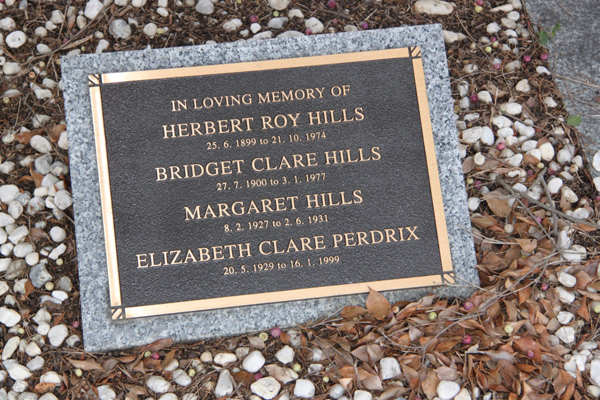 IN LOVING MEMORY OF
HERBERT ROY HILLS
25. 6. 1899 to 21. 10. 1974
BRIDGET CLARE HILLS
27. 7. 1900 to 3. 1. 1977
MARGARET HILLS
8. 2. 1927 to 2. 6. 1931
ELIZABETH CLARE PERDRIX
20. 5. 1929 to 16. 1. 1999